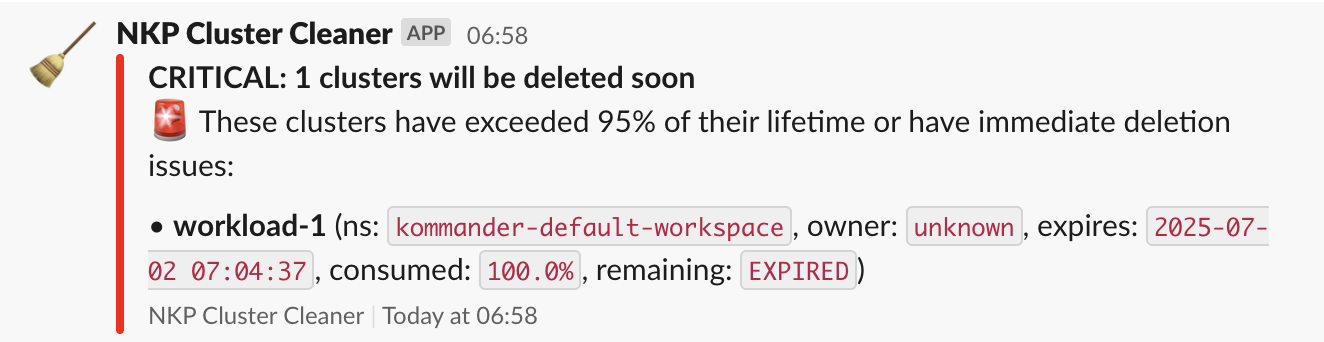 NKP Cluster Cleaner APP 06:58
CRITICAL: 1 clusters will be deleted soon
🚨 These clusters have exceeded 95% of their lifetime or have immediate deletion
issues:
• workload-1 (ns: kommander-default-workspace, owner: unknown, expires: 2025-07-
02 07:04:37, consumed: 100.0%, remaining: EXPIRED)
NKP Cluster Cleaner | Today at 06:58